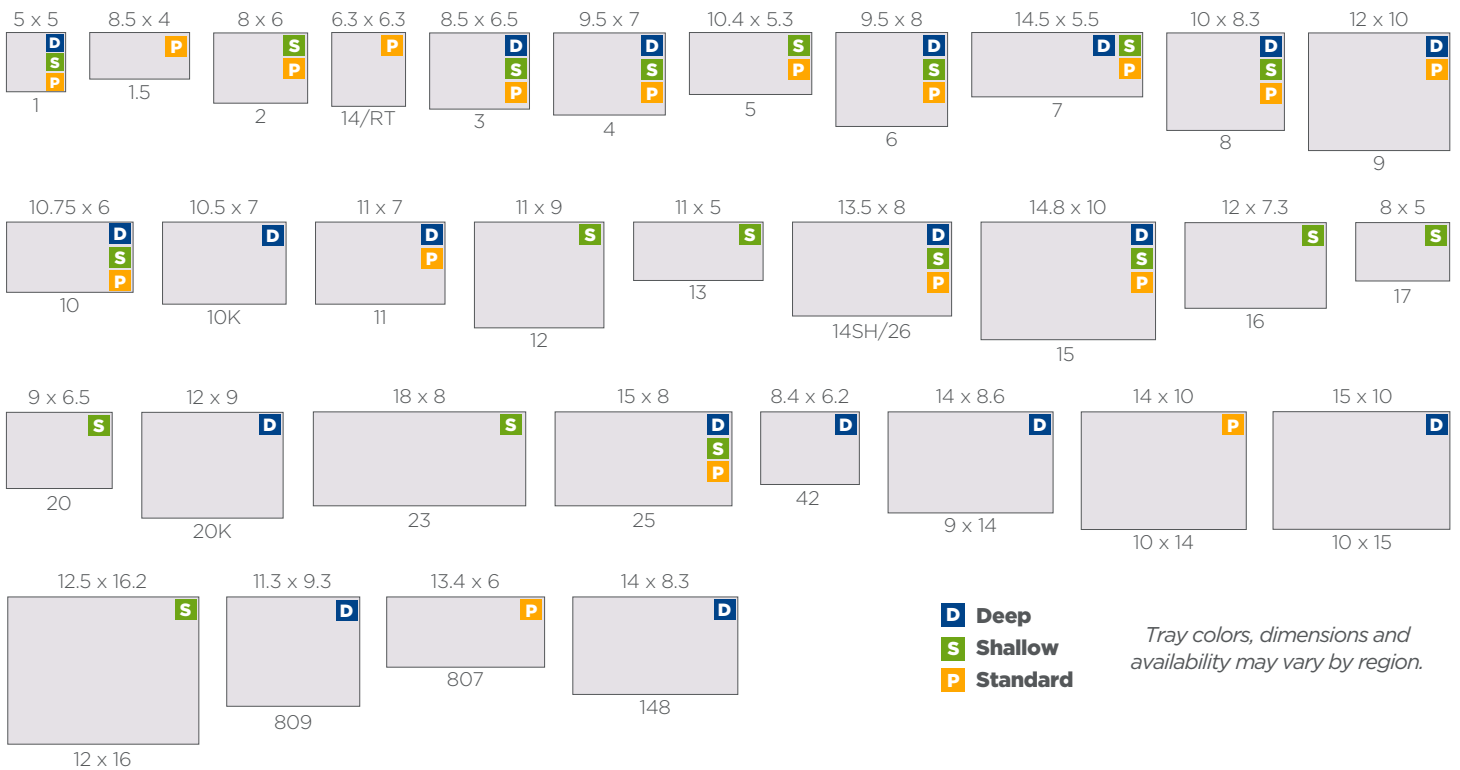 5 x 5
D
S
P
1
8.5 x 4
P
1.5
8 x 6
S
P
2
6.3 x 6.3
P
14/RT
8.5 x 6.5
D
S
P
3
9.5 x 7
D
S
P
4
10.4 x 5.3
S
P
5
9.5 x 8
D
S
P
6
14.5 x 5.5
D S
P
7
10 x 8.3
D
S
P
8
12 x 10
D
P
9
10.75 x 6
D
S
P
10
10.5 x 7
D
10K
11 x 7
D
P
11
11 x 9
S
12
11 x 5
S
13
13.5 x 8
D
S
P
14SH/26
14.8 x 10
D
S
P
15
12 x 7.3
S
16
8 x 5
S
17
9 x 6.5
S
20
12 x 9
D
20K
18 x 8
S
23
15 x 8
D
S
P
25
8.4 x 6.2
D
42
14 x 8.6
D
9 x 14
14 x 10
P
10 x 14
15 x 10
D
10 x 15
12.5 x 16.2
S
12 x 16
11.3 x 9.3
D
809
13.4 x 6
P
807
14 x 8.3
D
148
D Deep
S Shallow
P Standard
Tray colors, dimensions and
availability may vary by region.